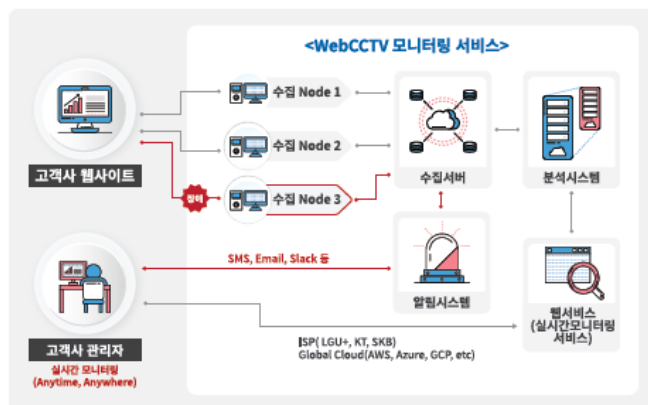 <WebCCTV 모니터링 서비스>
고객사 웹사이트
수집 Node 1
수집 Node 2
장애
수집 Node 3
수집서버
분석시스템
SMS, Email, Slack 등
알림시스템
웹서비스
(실시간모니터링
서비스)
고객사 관리자
실시간 모니터링
(Anytime, Anywhere)
ISP( LGU+, KT, SKB)
Global Cloud(AWS, Azure, GCP, etc)